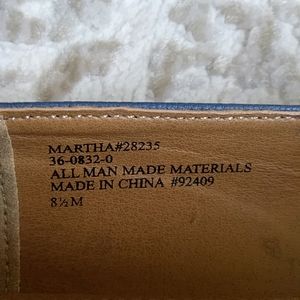 MARTHA#28235
36-0832-0
ALL MAN MADE MATERIALS
MADE IN CHINA #92409
8½M